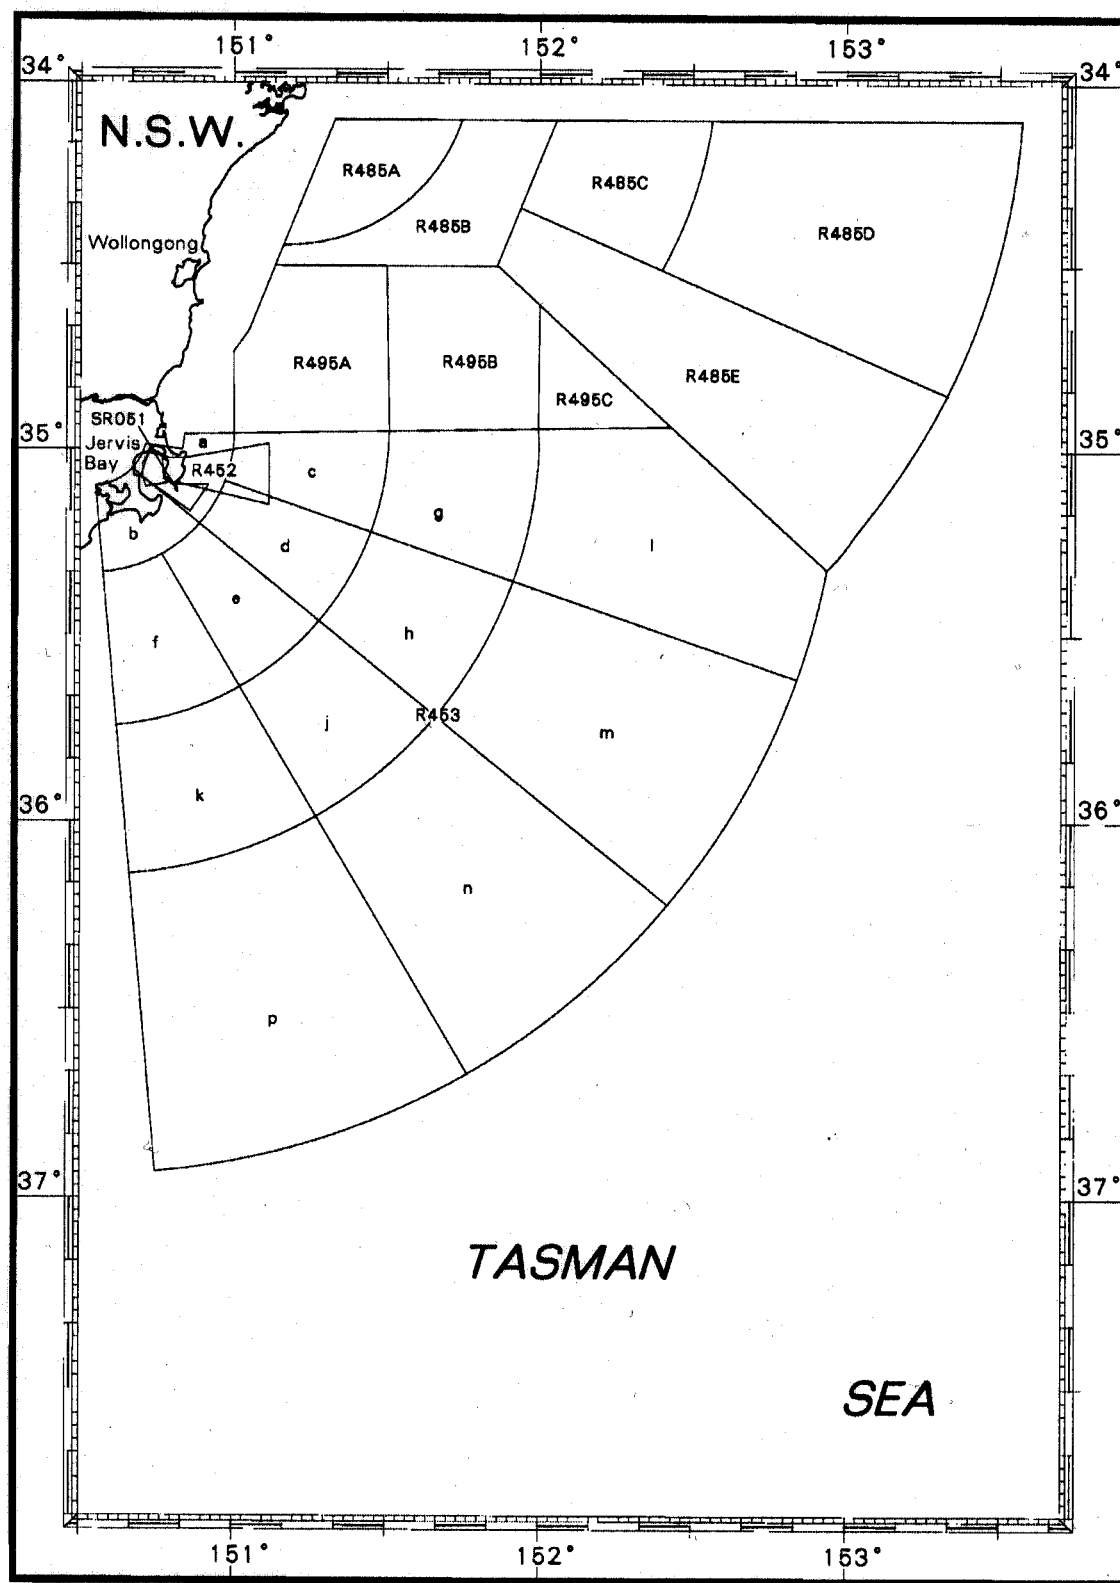 151° 152° 153°
34° 34°
N.S.W.
R485A
R485C
R485B
R485D
Wollongong
R495A
R495B
R485E
R495C
SR051
35° 35°
Jervis
Bay
a
R452
c
g
b
d
l
e
f
h
R453
j
m
k
36° 36°
n
p
37° 37°
TASMAN
SEA
151° 152° 153°